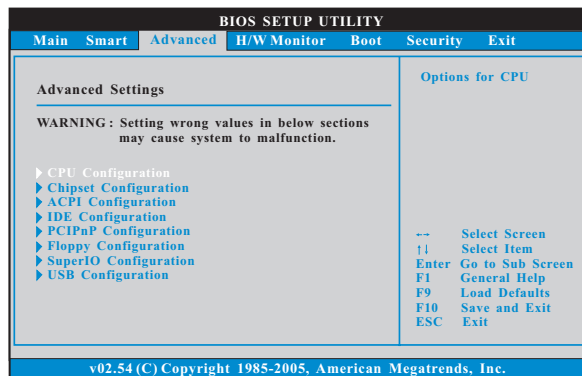 BIOS SETUP UTILITY
Main Smart Advanced H/W Monitor Boot Security Exit
Advanced Settings
WARNING : Setting wrong values in below sections
may cause system to malfunction.
CPU Configuration
Chipset Configuration
ACPI Configuration
IDE Configuration
PCIPnP Configuration
Floppy Configuration
SuperIO Configuration
USB Configuration
Options for CPU
←→ Select Screen
↑↓ Select Item
Enter Go to Sub Screen
F1 General Help
F9 Load Defaults
F10 Save and Exit
ESC Exit
v02.54 (C) Copyright 1985-2005, American Megatrends, Inc.